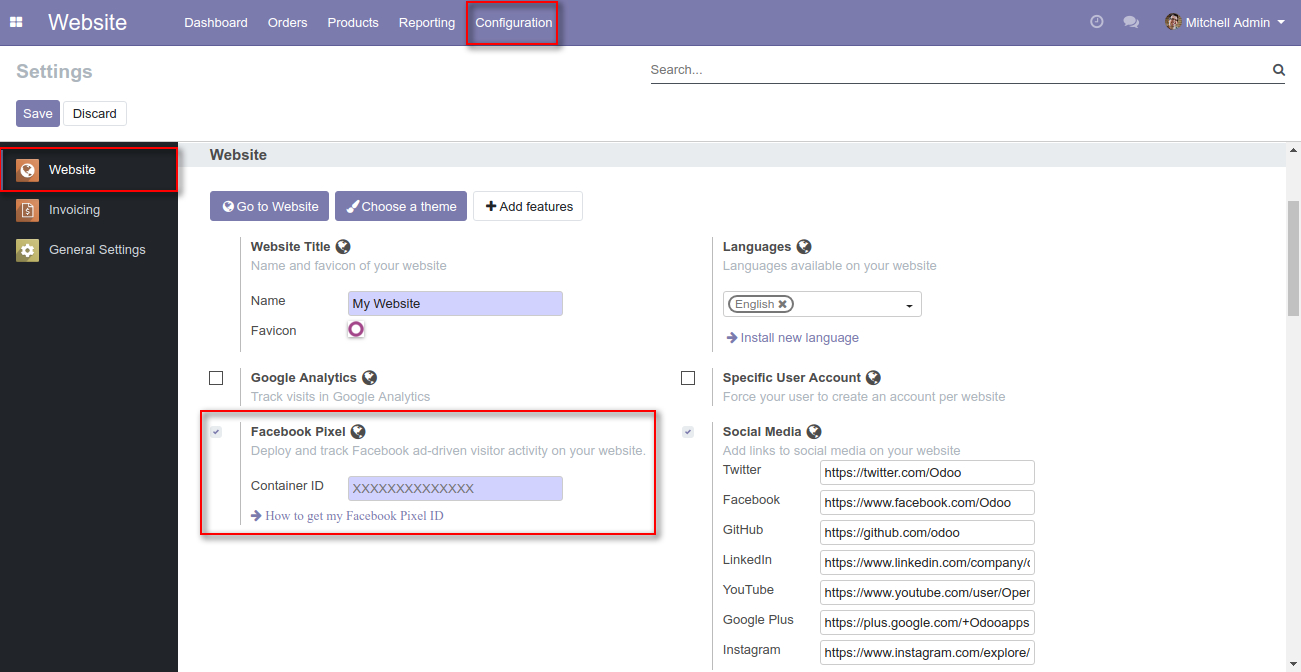 Website Dashboard Orders Products Reporting Configuration Mitchell Admin
Settings
Search...
Save Discard
Website
Invoicing
General Settings
Website
Go to Website Choose a theme Add features
Website Title
Name and favicon of your website
Name My Website
Favicon
Languages
Languages available on your website
English
Install new language
Google Analytics
Track visits in Google Analytics
Specific User Account
Force your user to create an account per website
Facebook Pixel
Deploy and track Facebook ad-driven visitor activity on your website.
Container ID XXXXXXXXXXXXXX
How to get my Facebook Pixel ID
Social Media
Add links to social media on your website
Twitter https://twitter.com/Odoo
Facebook https://www.facebook.com/Odoo
GitHub https://github.com/odoo
LinkedIn https://www.linkedin.com/company/
YouTube https://www.youtube.com/user/Oper
Google Plus https://plus.google.com/+Odooapps
Instagram https://www.instagram.com/explore/